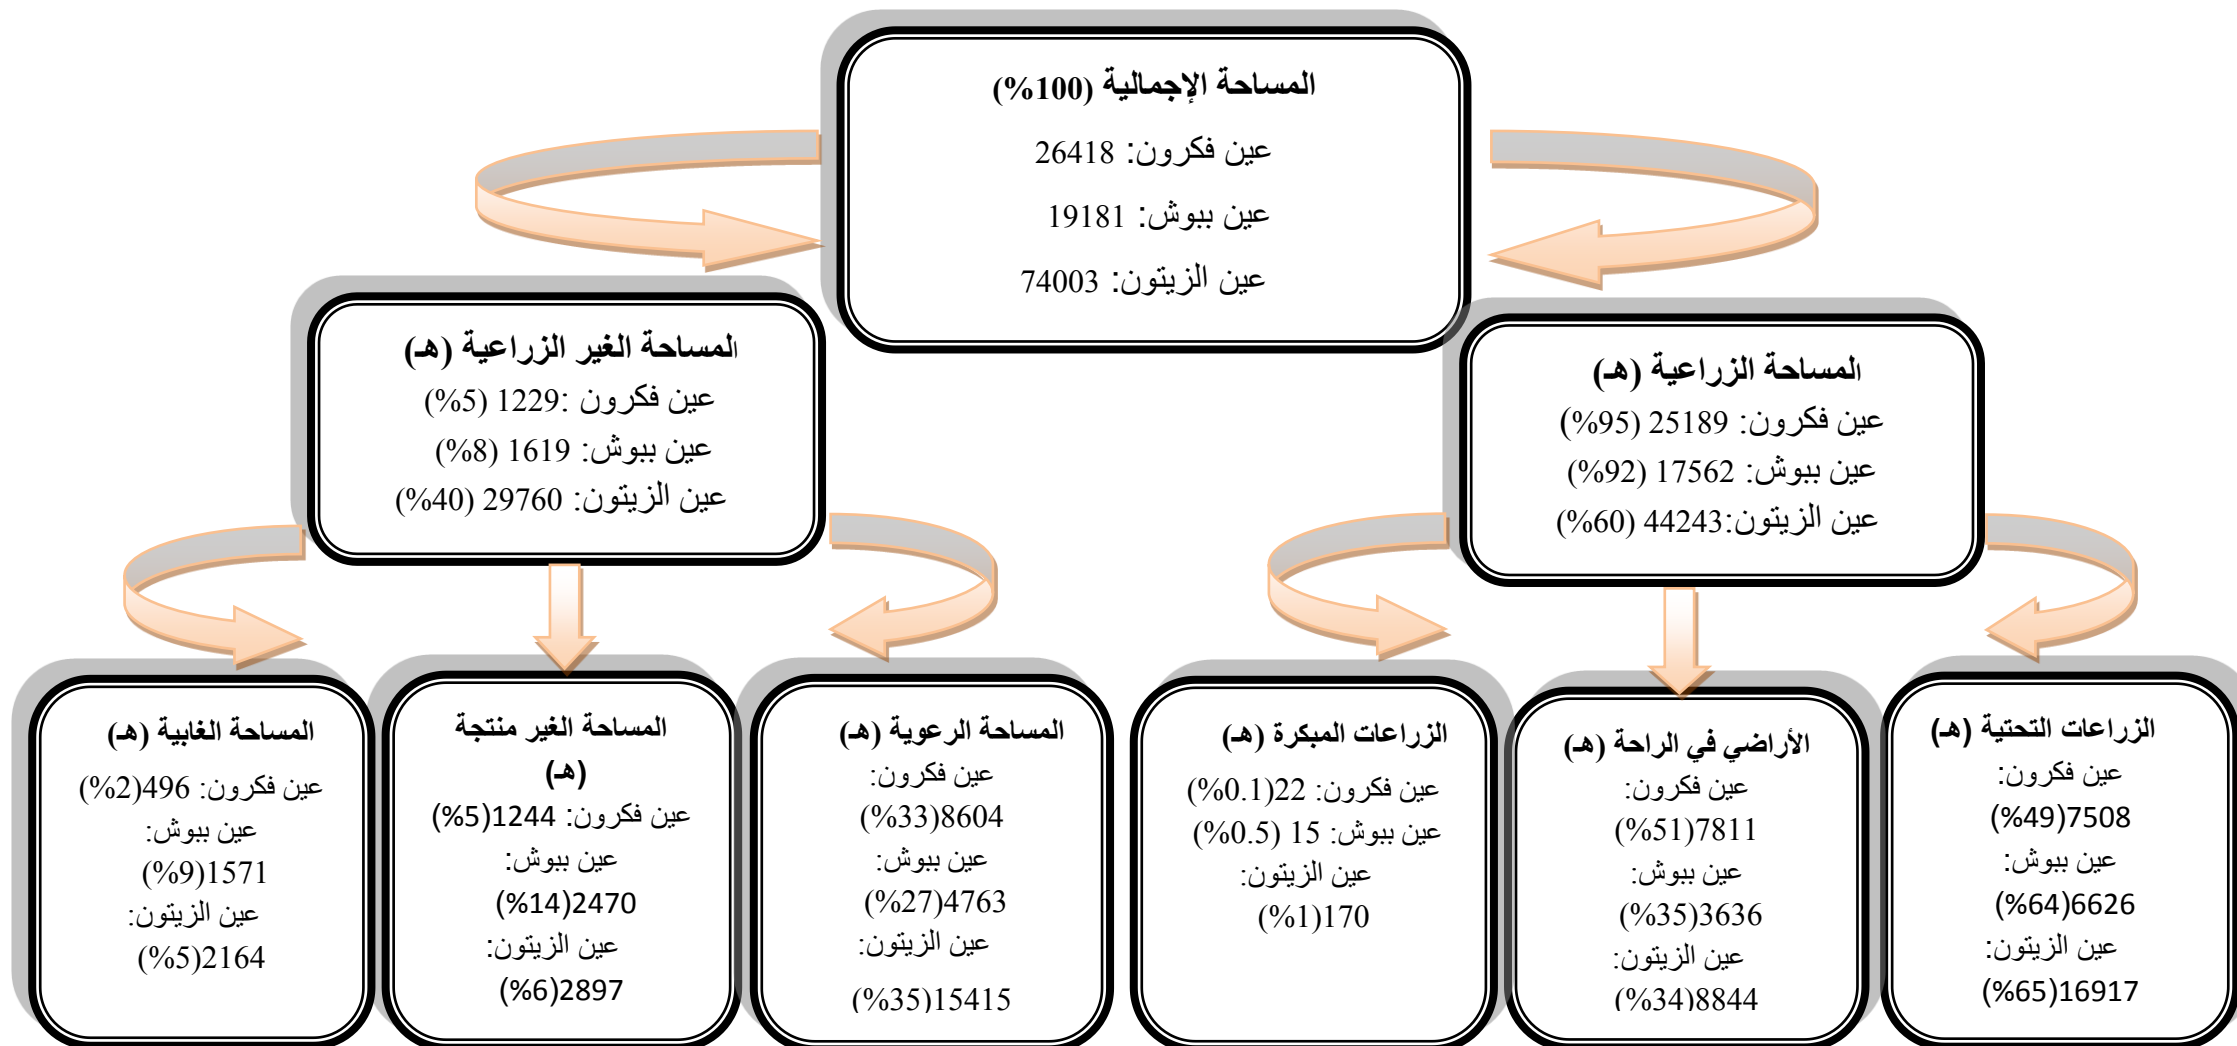 المساحة الإجمالية (100%)
عين فكرون: 26418
عين ببوش: 19181
عين الزيتون: 74003
المساحة الزراعية (هـ)
عين فكرون: 25189 (95%)
عين ببوش: 17562 (92%)
عين الزيتون:44243 (60%)
المساحة الغير الزراعية (هـ)
عين فكرون :1229 (5%)
عين ببوش: 1619 (8%)
عين الزيتون: 29760 (40%)
الزراعات التحتية (هـ)
عين فكرون:
7508(49%)
عين ببوش:
6626(64%)
عين الزيتون:
16917(65%)
الأراضي في الراحة (هـ)
عين فكرون:
7811(51%)
عين ببوش:
3636(35%)
عين الزيتون:
8844(34%)
الزراعات المبكرة (هـ)
عين فكرون: 22(0.1%)
عين ببوش: 15 (0.5%)
عين الزيتون:
170(1%)
المساحة الرعوية (هـ)
عين فكرون:
8604(33%)
عين ببوش:
4763(27%)
عين الزيتون:
15415(35%)
المساحة الغير منتجة
(هـ)
عين فكرون: 1244(5%)
عين ببوش:
2470(14%)
عين الزيتون:
2897(6%)
المساحة الغابية (هـ)
عين فكرون: 496(2%)
عين ببوش:
1571(9%)
عين الزيتون:
2164(5%)